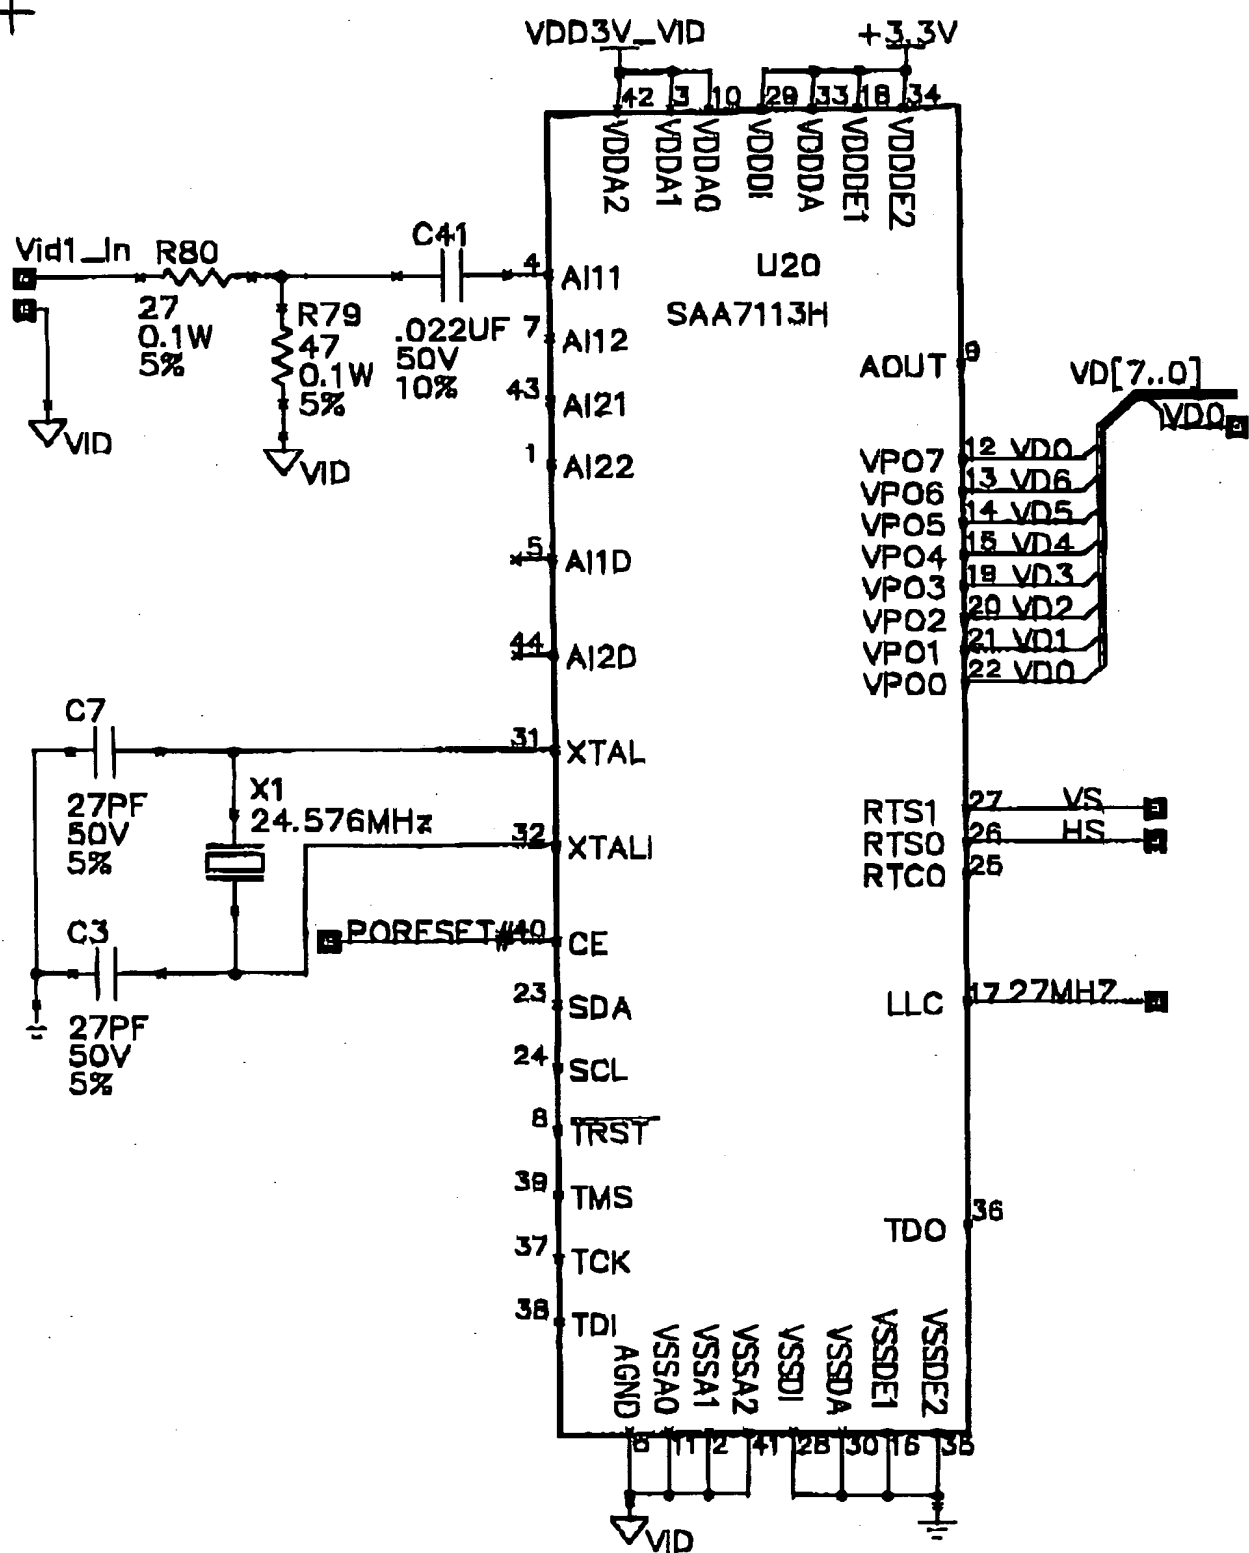 VDD3V_VID
+3.3V
42 3 10 29 33 18 34
VDDA2 VDDA1 VDDA0 VDDDI VDDDA VDDDE1 VDDDE2
U20
SAA7113H
Vid1_In
R80
27
0.1W
5%
R79
47
0.1W
5%
C41
.022UF
50V
10%
VID
VID
4 AI11
7 AI12
43 AI21
1 AI22
5 AI1D
44 AI2D
AOUT 9
VD[7..0]
VD0
VPO7 12 VD0
VPO6 13 VD6
VPO5 14 VD5
VPO4 15 VD4
VPO3 19 VD3
VPO2 20 VD2
VPO1 21 VD1
VPO0 22 VD0
C7
27PF
50V
5%
X1
24.576MHz
31 XTAL
32 XTALI
C3
27PF
50V
5%
PORESET# 40 CE
23 SDA
24 SCL
8 TRST
39 TMS
37 TCK
38 TDI
RTS1 27 VS
RTS0 26 HS
RTC0 25
LLC 17 27MHZ
TDO 36
AGND VSSA0 VSSA1 VSSA2 VSSDI VSSDA VSSDE1 VSSDE2
6 11 2 41 28 30 16 35
VID